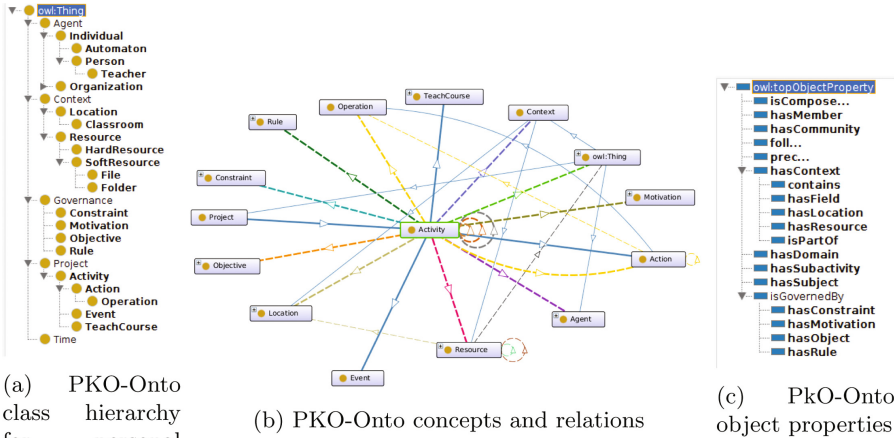 owl:Thing
Agent
Individual
Automaton
Person
Teacher
Organization
Context
Location
Classroom
Resource
HardResource
SoftResource
File
Folder
Governance
Constraint
Motivation
Objective
Rule
Project
Activity
Action
Operation
Event
TeachCourse
Time
(a) PKO-Onto
class hierarchy
TeachCourse
Operation
Context
Rule
owl:Thing
Constraint
Motivation
Project
Activity
Objective
Action
Location
Agent
Resource
Event
(b) PKO-Onto concepts and relations
owl:topObjectProperty
isCompose...
hasMember
hasCommunity
foll...
prec...
hasContext
contains
hasField
hasLocation
hasResource
isPartOf
hasDomain
hasSubactivity
hasSubject
isGovernedBy
hasConstraint
hasMotivation
hasObject
hasRule
(c) PkO-Onto
object properties